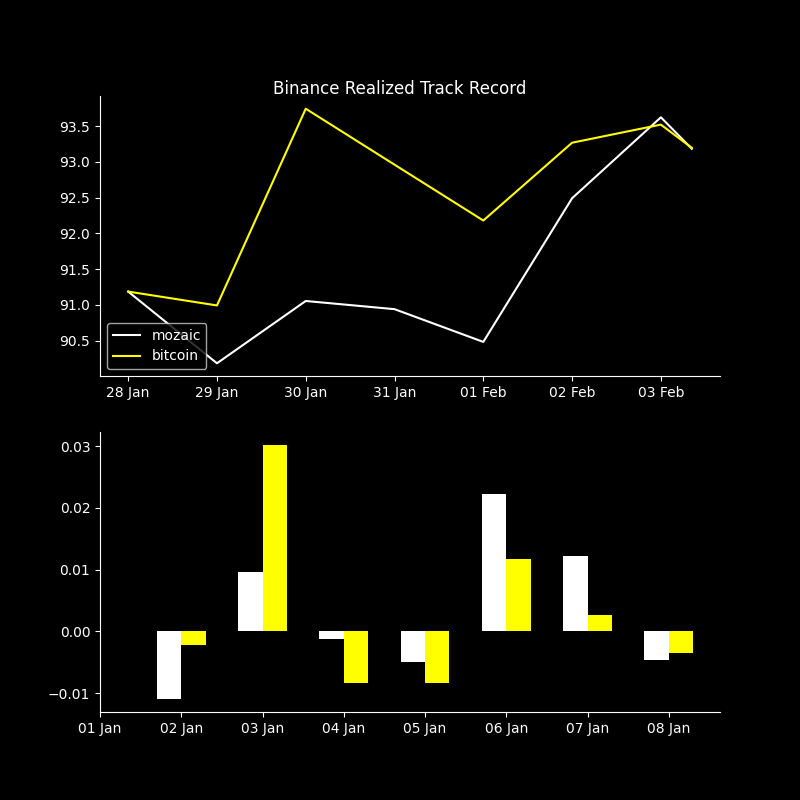 Binance Realized Track Record
93.5
93.0
92.5
92.0
91.5
91.0
90.5
mozaic
bitcoin
28 Jan 29 Jan 30 Jan 31 Jan 01 Feb 02 Feb 03 Feb
0.03
0.02
0.01
0.00
−0.01
01 Jan 02 Jan 03 Jan 04 Jan 05 Jan 06 Jan 07 Jan 08 Jan